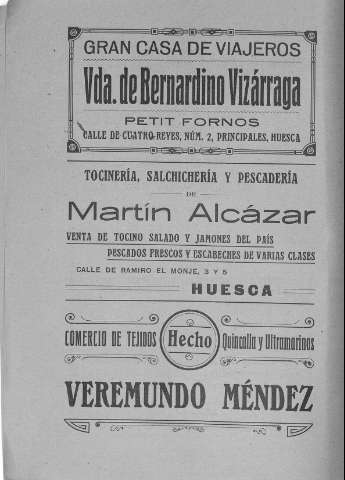 GRAN CASA DE VIAJEROS
Vda. de Bernardino Vizárraga
PETIT FORNOS
CALLE DE CUATRO REYES, NÚM. 2, PRINCIPALES, HUESCA
TOCINERÍA, SALCHICHERÍA Y PESCADERÍA
DE
Martín Alcázar
VENTA DE TOCINO SALADO Y JAMONES DEL PAÍS
PESCADOS FRESCOS Y ESCABECHES DE VARIAS CLASES
CALLE DE RAMIRO EL MONJE, 3 Y 5
HUESCA
COMERCIO DE TEJIDOS Hecho Quincalla y Ultramarinos
VEREMUNDO MÉNDEZ